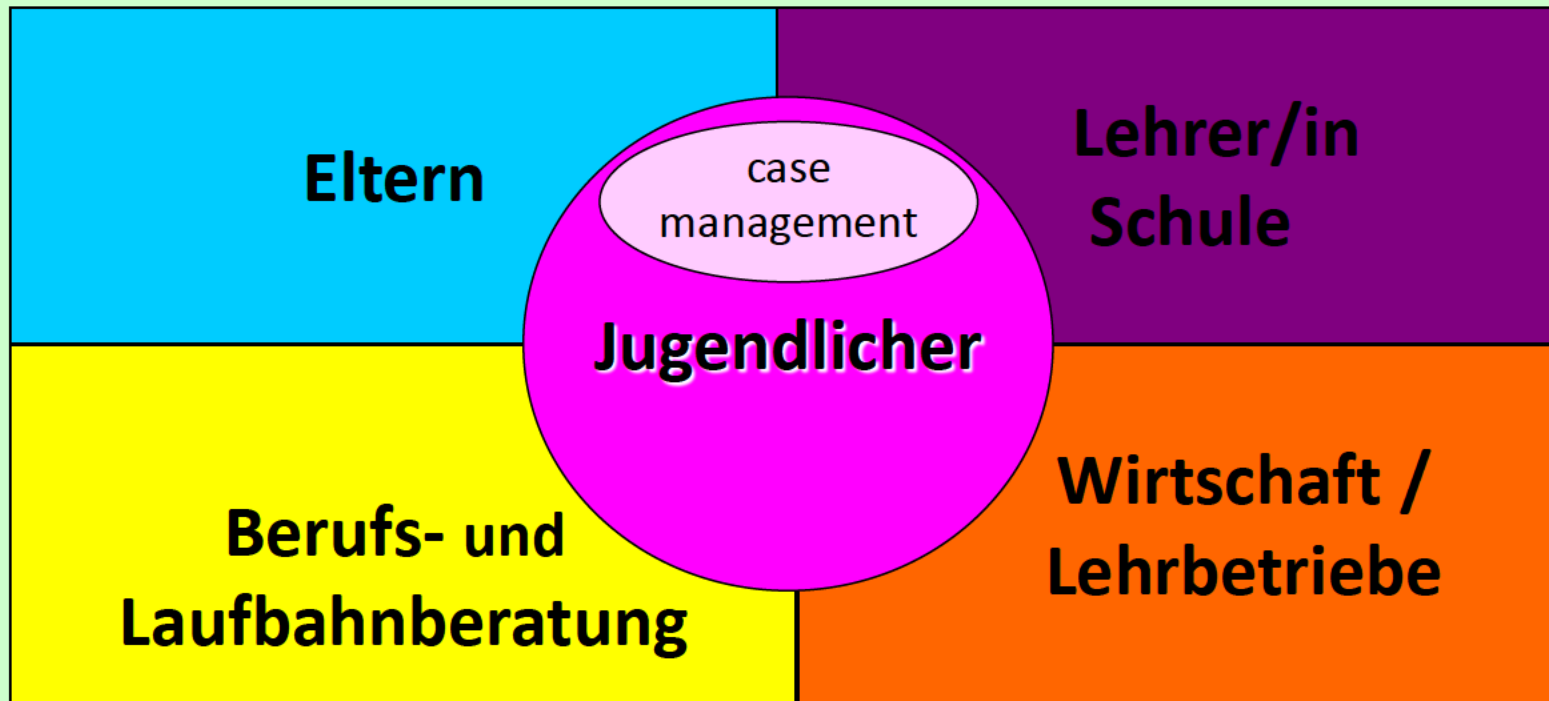 Eltern
Lehrer/in
Schule
case
management
Jugendlicher
Berufs- und
Laufbahnberatung
Wirtschaft /
Lehrbetriebe